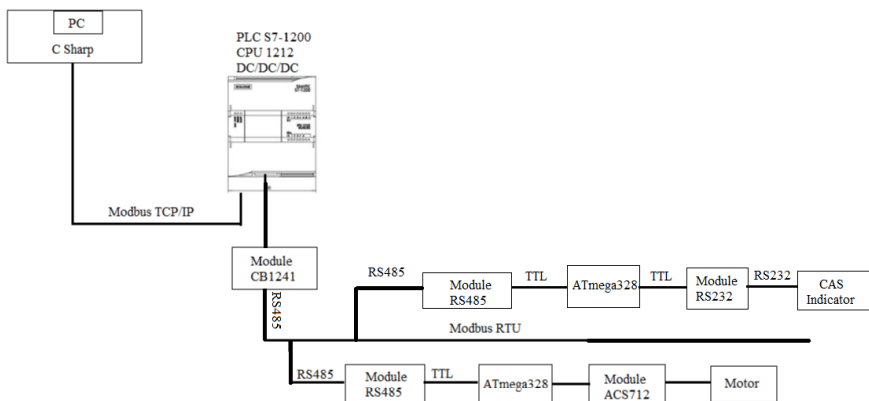 PC
C Sharp
PLC S7-1200
CPU 1212
DC/DC/DC
Modbus TCP/IP
Module
CB1241
RS485
RS485
Module
RS485
TTL
ATmega328
TTL
Module
RS232
RS232
CAS
Indicator
Modbus RTU
RS485
Module
RS485
TTL
ATmega328
Module
ACS712
Motor